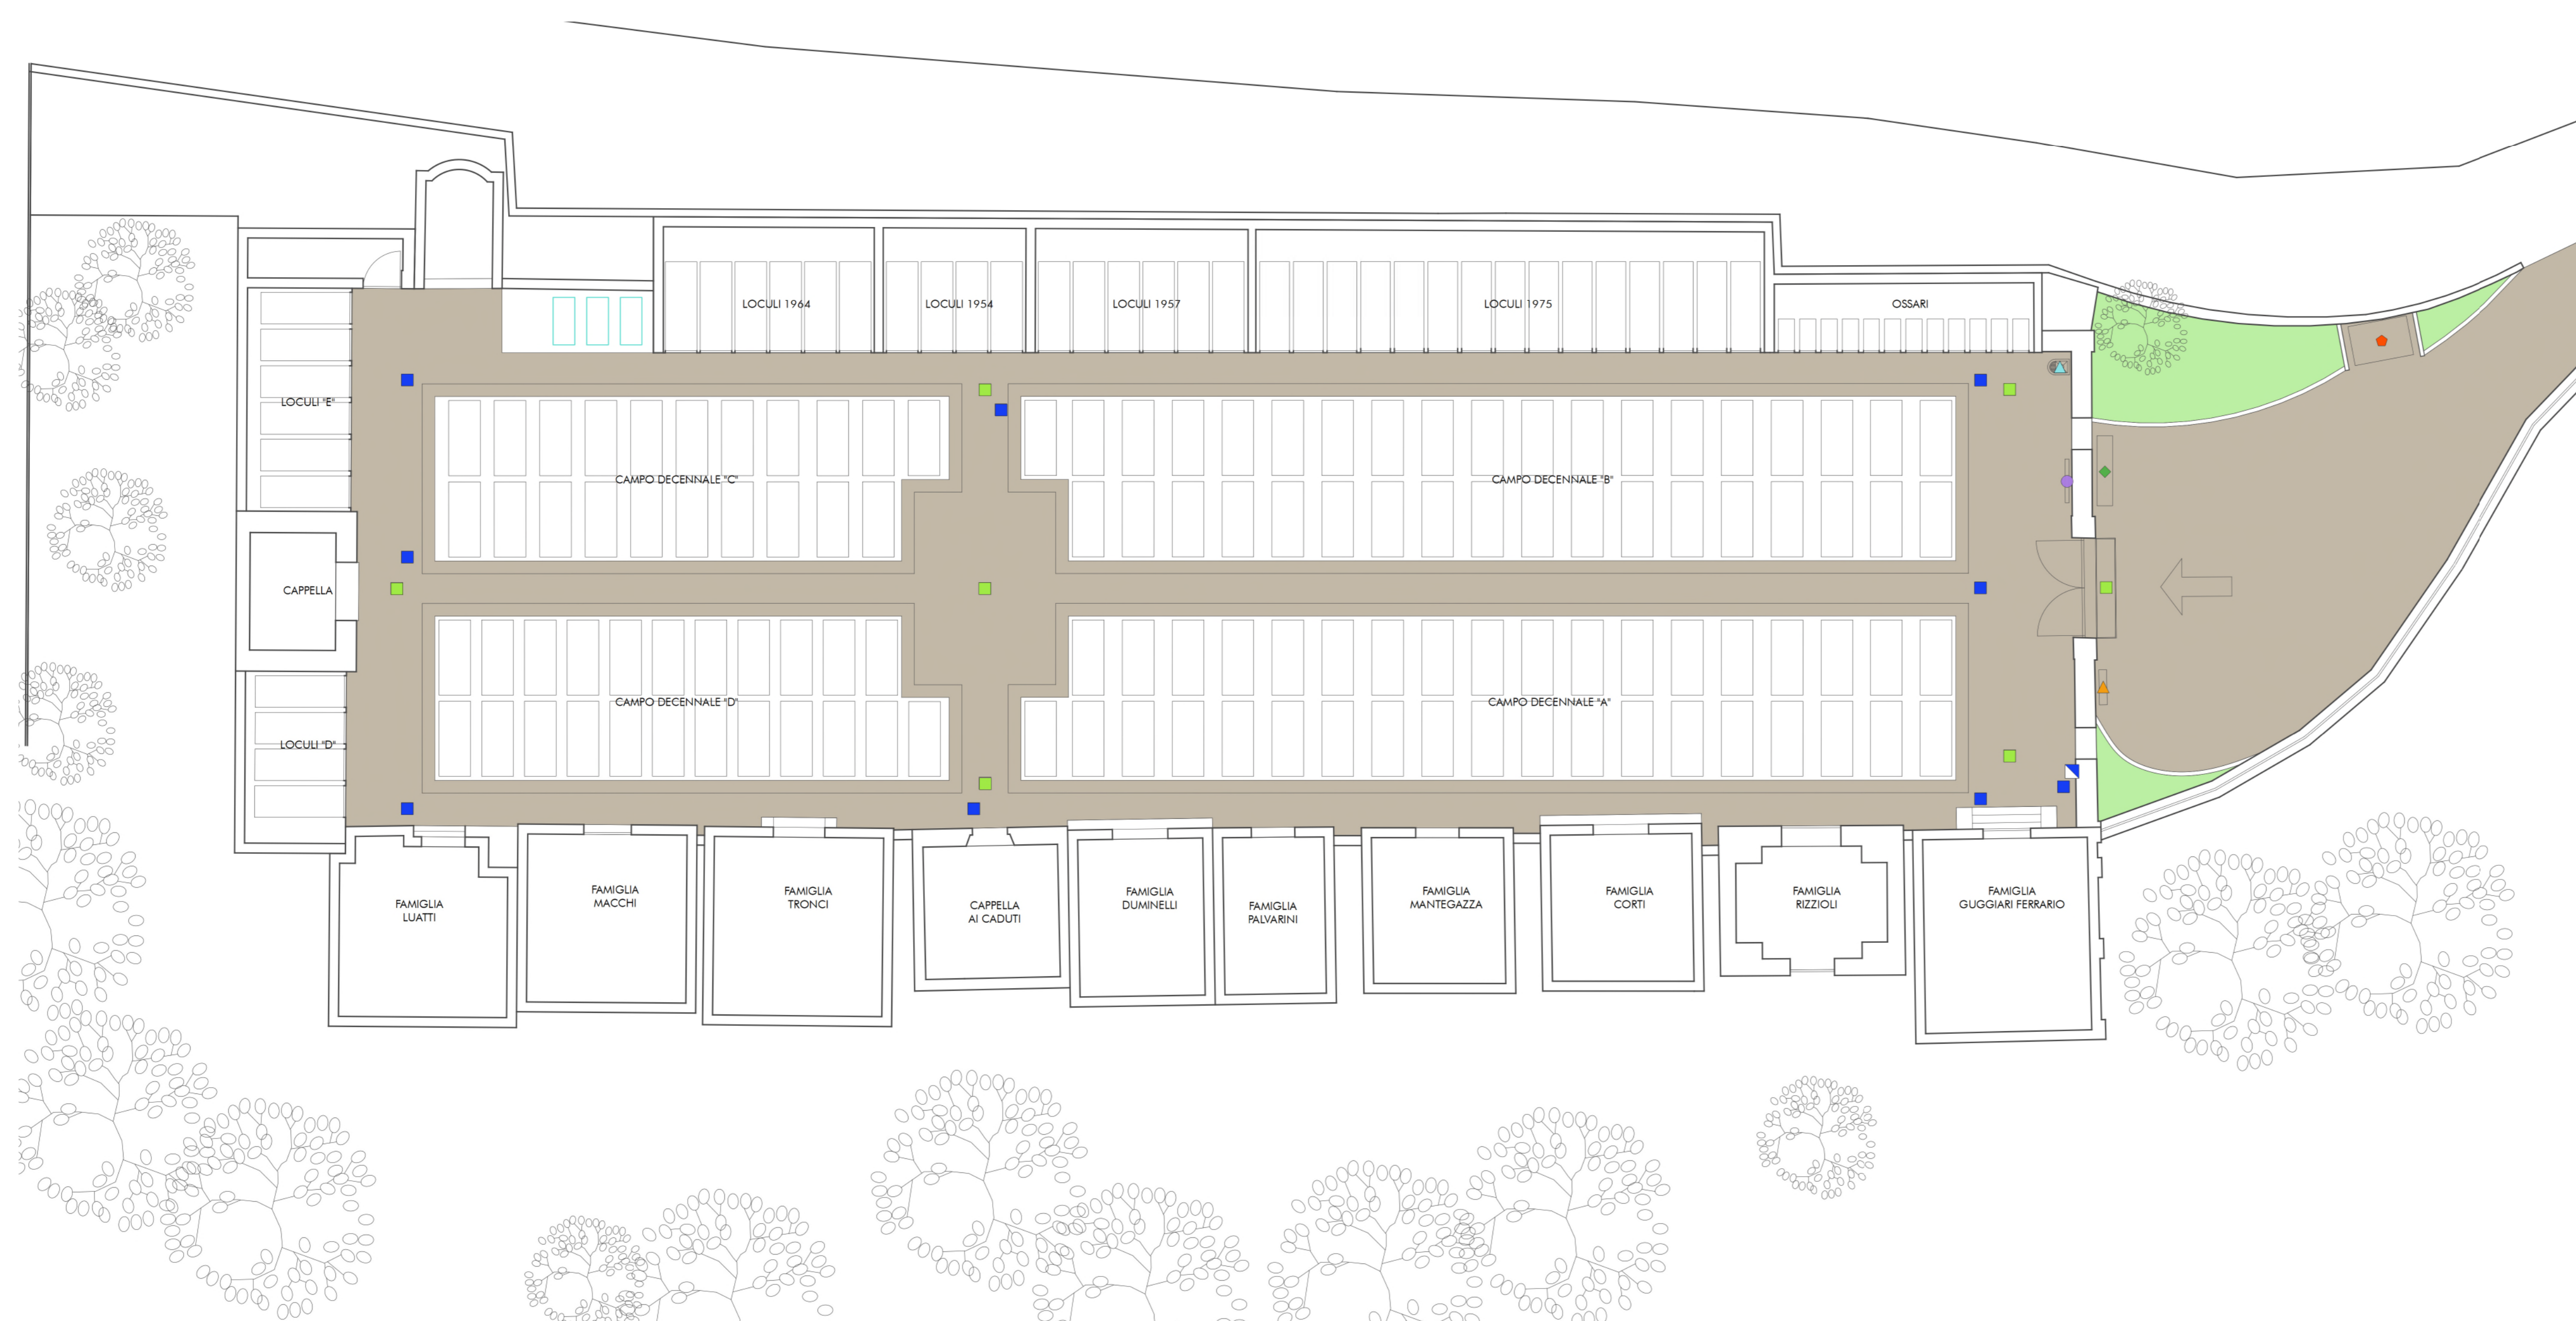 LOCULI 1964
LOCULI 1954
LOCULI 1957
LOCULI 1975
OSSARI
LOCULI "E"
CAMPO DECENNALE "C"
CAMPO DECENNALE "B"
CAPPELLA
CAMPO DECENNALE "D"
CAMPO DECENNALE "A"
LOCULI "D"
FAMIGLIA
LUATTI
FAMIGLIA
MACCHI
FAMIGLIA
TRONCI
CAPPELLA
AI CADUTI
FAMIGLIA
DUMINELLI
FAMIGLIA
PALVARINI
FAMIGLIA
MANTEGAZZA
FAMIGLIA
CORTI
FAMIGLIA
RIZZIOLI
FAMIGLIA
GUGGIARI FERRARIO